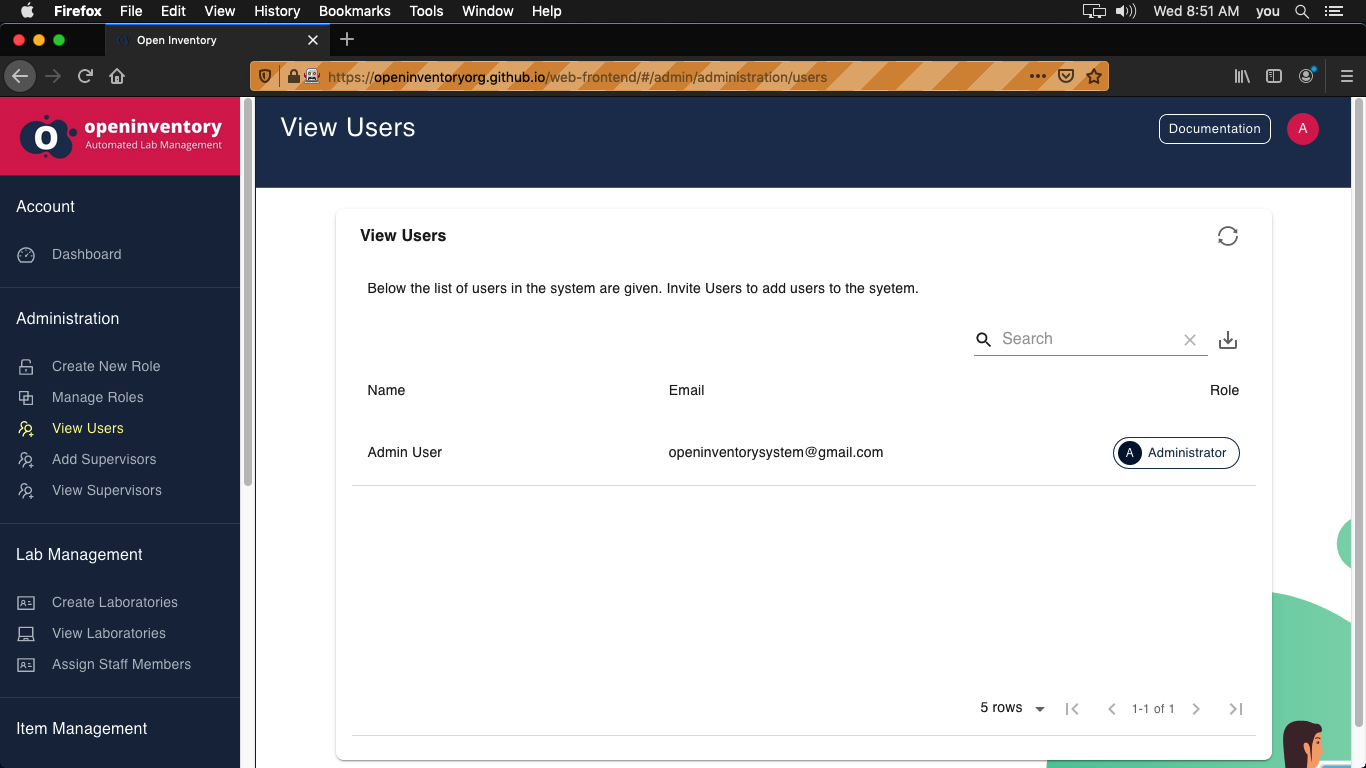 Firefox File Edit View History Bookmarks Tools Window Help Wed 8:51 AM you
Open Inventory
https://openinventoryorg.github.io/web-frontend/#/admin/administration/users
openinventory
Automated Lab Management
View Users
Documentation
A
Account
Dashboard
Administration
Create New Role
Manage Roles
View Users
Add Supervisors
View Supervisors
Lab Management
Create Laboratories
View Laboratories
Assign Staff Members
Item Management
View Users
Below the list of users in the system are given. Invite Users to add users to the syetem.
Search
Name Email Role
Admin User openinventorysystem@gmail.com A Administrator
5 rows 1-1 of 1